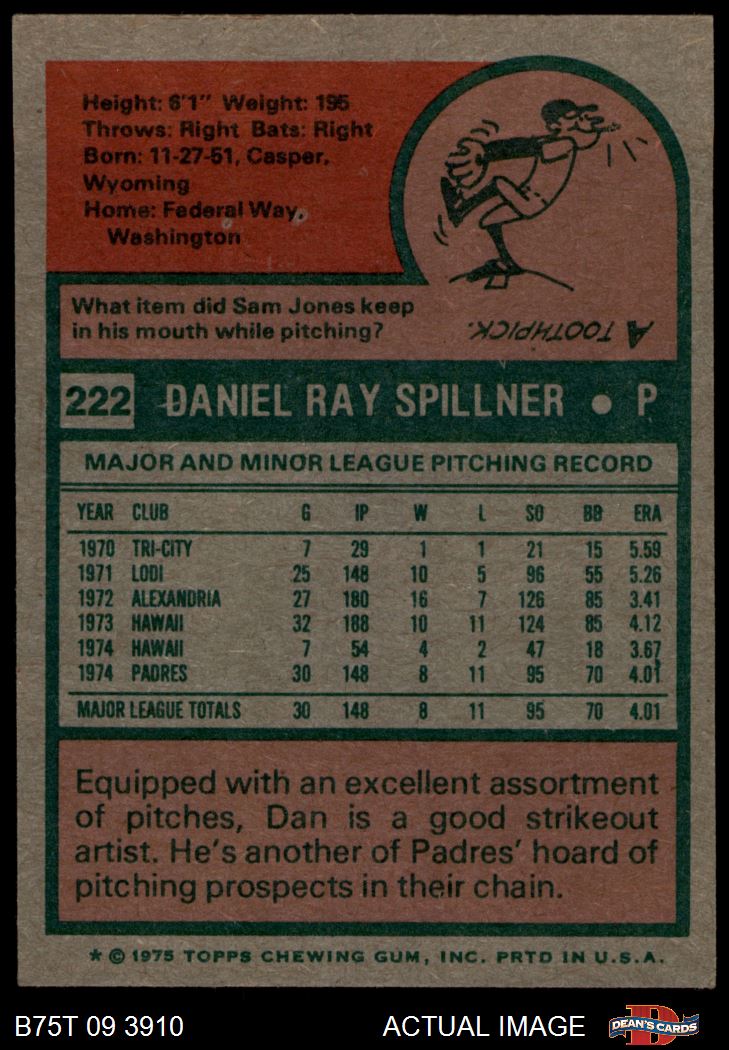 Height: 6'1" Weight: 195
Throws: Right Bats: Right
Born: 11-27-51, Casper,
Wyoming
Home: Federal Way,
Washington
What item did Sam Jones keep
in his mouth while pitching?
A TOOTHPICK.
222 DANIEL RAY SPILLNER • P
MAJOR AND MINOR LEAGUE PITCHING RECORD
YEAR CLUB G IP W L SO BB ERA
1970 TRI-CITY 7 29 1 1 21 15 5.59
1971 LODI 25 148 10 5 96 55 5.26
1972 ALEXANDRIA 27 180 16 7 126 85 3.41
1973 HAWAII 32 188 10 11 124 85 4.12
1974 HAWAII 7 54 4 2 47 18 3.67
1974 PADRES 30 148 8 11 95 70 4.01
MAJOR LEAGUE TOTALS 30 148 8 11 95 70 4.01
Equipped with an excellent assortment
of pitches, Dan is a good strikeout
artist. He's another of Padres' hoard of
pitching prospects in their chain.
* © 1975 TOPPS CHEWING GUM, INC. PRTD IN U.S.A.
B75T 09 3910 ACTUAL IMAGE D DEAN'S CARDS